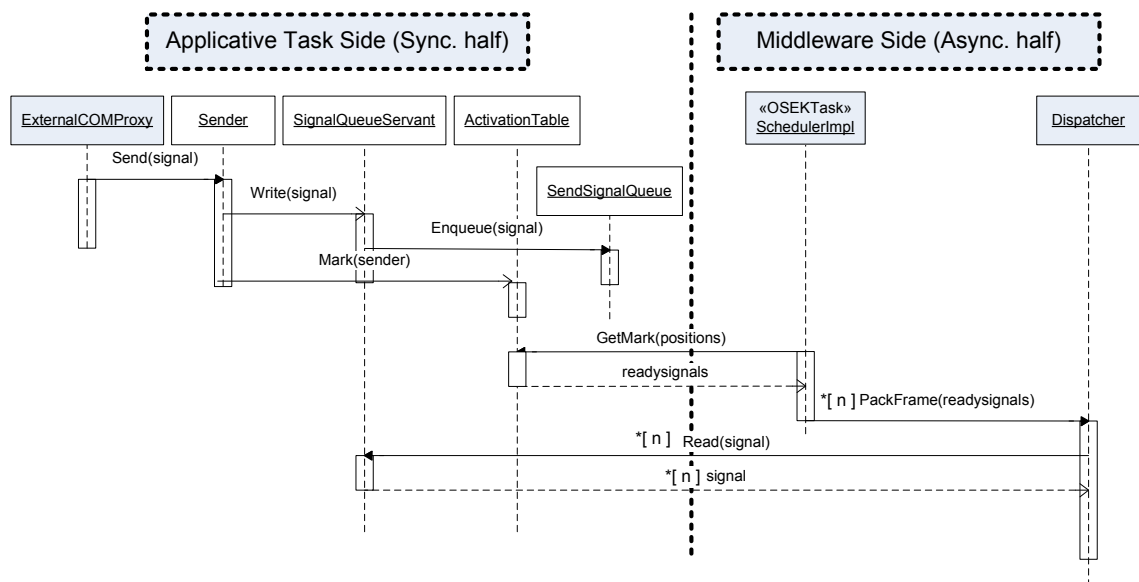 Applicative Task Side (Sync. half)
Middleware Side (Async. half)
ExternalCOMProxy
Sender
SignalQueueServant
ActivationTable
«OSEKTask»
SchedulerImpl
Dispatcher
Send(signal)
SendSignalQueue
Write(signal)
Enqueue(signal)
Mark(sender)
GetMark(positions)
readysignals
*[ n ] PackFrame(readysignals)
*[ n ] Read(signal)
*[ n ] signal